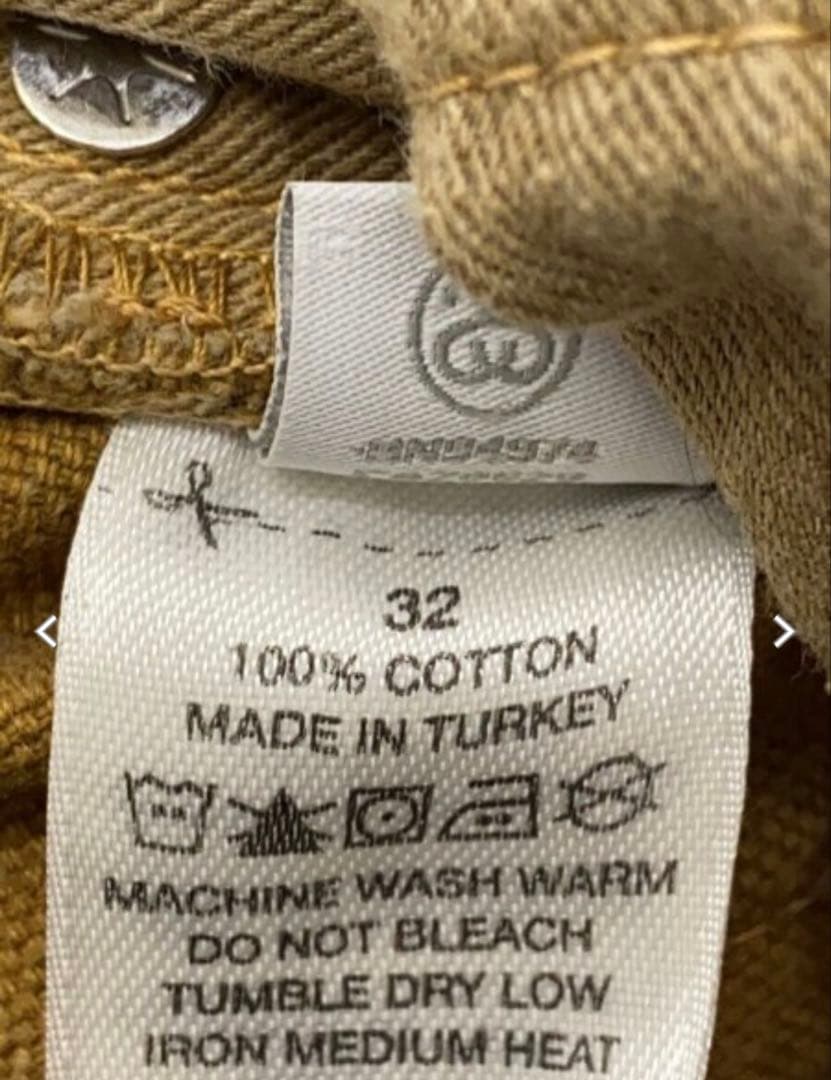 32
100% COTTON
MADE IN TURKEY
MACHINE WASH WARM
DO NOT BLEACH
TUMBLE DRY LOW
IRON MEDIUM HEAT